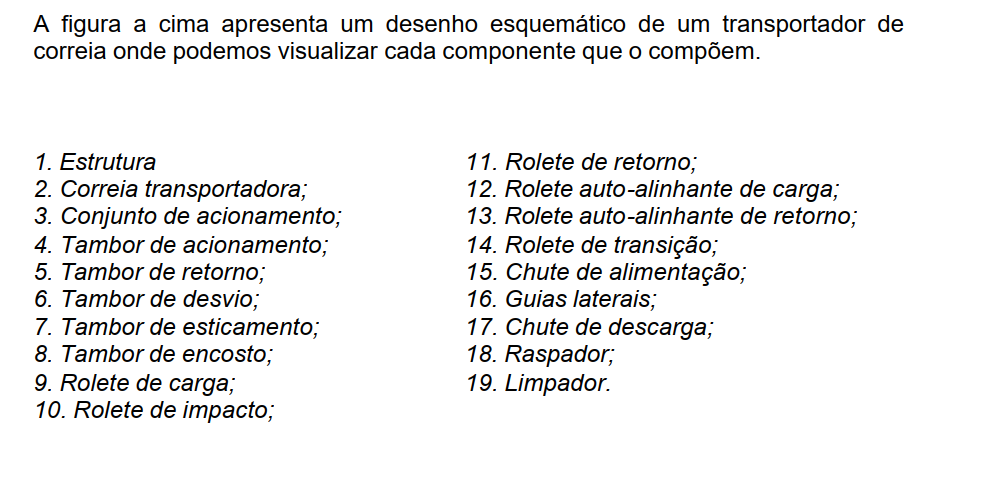 A figura a cima apresenta um desenho esquemático de um transportador de
correia onde podemos visualizar cada componente que o compõem.
1. Estrutura
2. Correia transportadora;
3. Conjunto de acionamento;
4. Tambor de acionamento;
5. Tambor de retorno;
6. Tambor de desvio;
7. Tambor de esticamento;
8. Tambor de encosto;
9. Rolete de carga;
10. Rolete de impacto;
11. Rolete de retorno;
12. Rolete auto-alinhante de carga;
13. Rolete auto-alinhante de retorno;
14. Rolete de transição;
15. Chute de alimentação;
16. Guias laterais;
17. Chute de descarga;
18. Raspador;
19. Limpador.